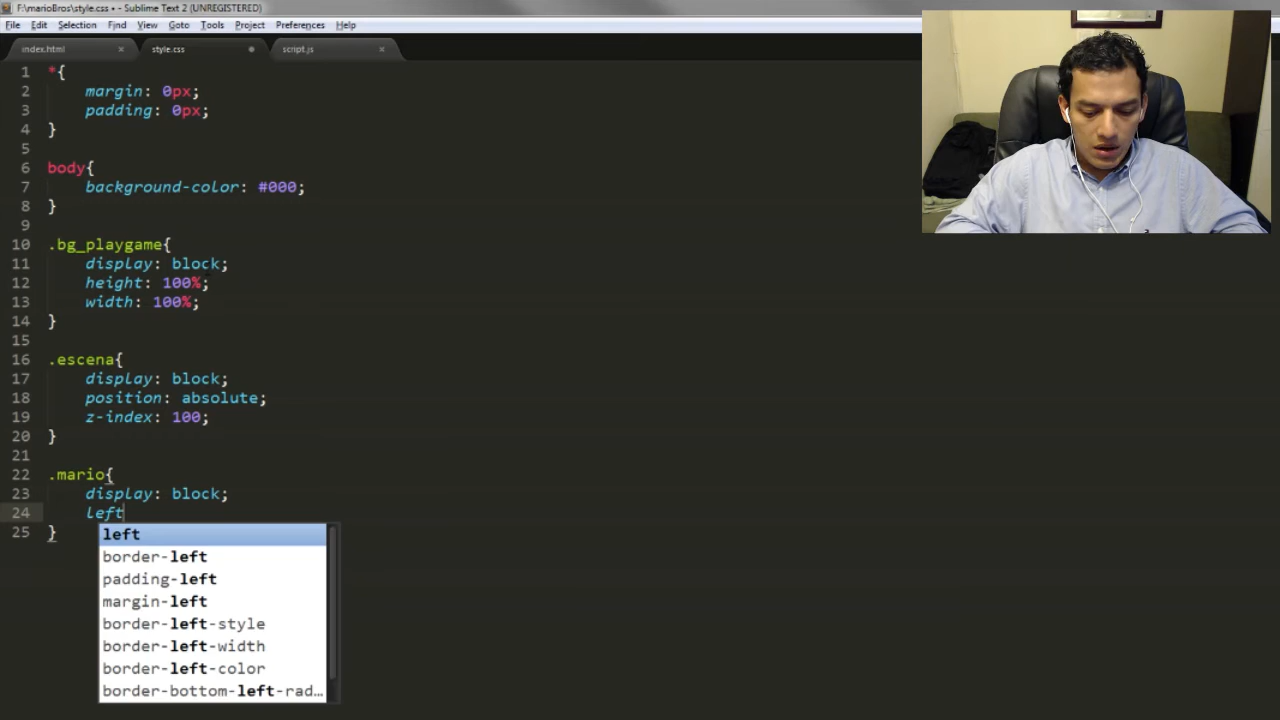 F:\marioBros\style.css • - Sublime Text 2 (UNREGISTERED)
File Edit Selection Find View Goto Tools Project Preferences Help
index.html × style.css script.js ×
1 *{
2 margin: 0px;
3 padding: 0px;
4 }
5
6 body{
7 background-color: #000;
8 }
9
10 .bg_playgame{
11 display: block;
12 height: 100%;
13 width: 100%;
14 }
15
16 .escena{
17 display: block;
18 position: absolute;
19 z-index: 100;
20 }
21
22 .mario{
23 display: block;
24 left
25 }
left
border-left
padding-left
margin-left
border-left-style
border-left-width
border-left-color
border-bottom-left-rad…